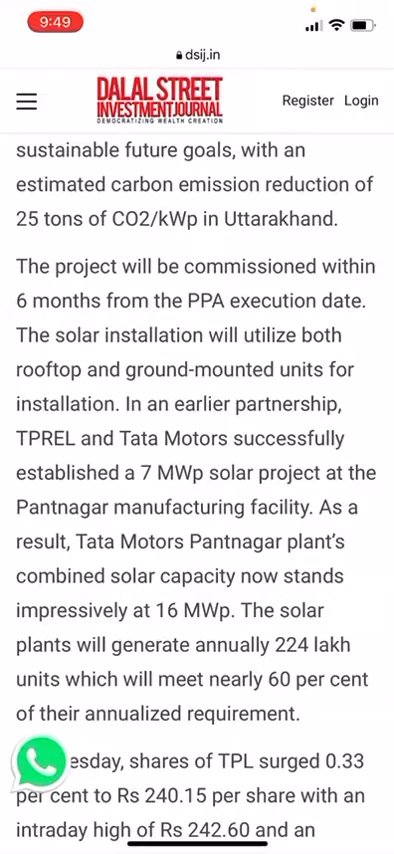 9:49
dsij.in
DALAL STREET
INVESTMENT JOURNAL
DEMOCRATIZING WEALTH CREATION
Register Login
sustainable future goals, with an
estimated carbon emission reduction of
25 tons of CO2/kWp in Uttarakhand.
The project will be commissioned within
6 months from the PPA execution date.
The solar installation will utilize both
rooftop and ground-mounted units for
installation. In an earlier partnership,
TPREL and Tata Motors successfully
established a 7 MWp solar project at the
Pantnagar manufacturing facility. As a
result, Tata Motors Pantnagar plant's
combined solar capacity now stands
impressively at 16 MWp. The solar
plants will generate annually 224 lakh
units which will meet nearly 60 per cent
of their annualized requirement.
esday, shares of TPL surged 0.33
per cent to Rs 240.15 per share with an
intraday high of Rs 242.60 and an